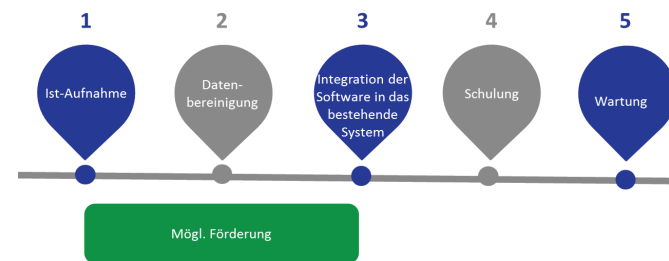 1
2
3
4
5
Ist-Aufnahme
Daten-
bereinigung
Integration der
Software in das
bestehende
System
Schulung
Wartung
Mögl. Förderung